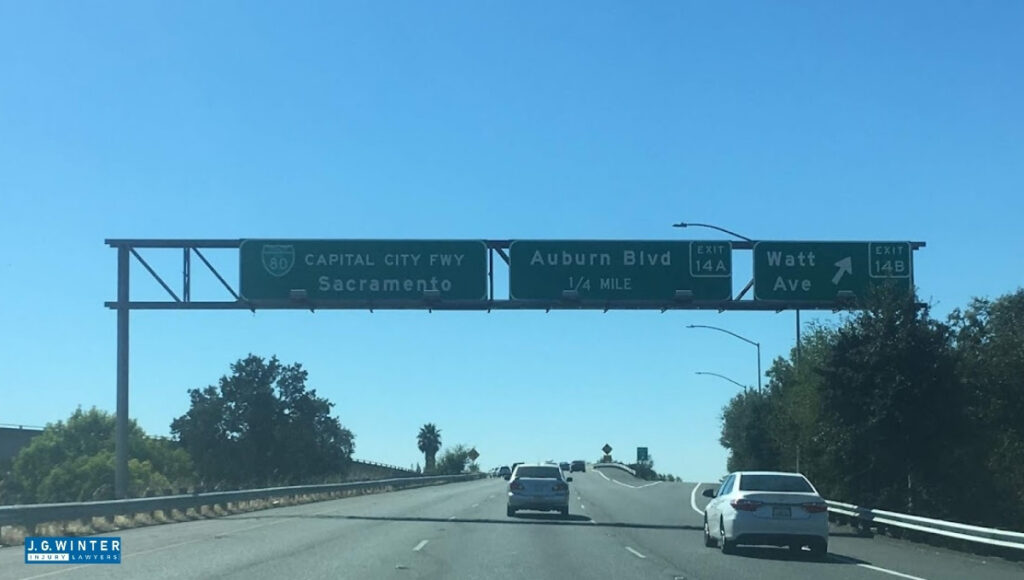 80
CAPITAL CITY FWY
Sacramento
Auburn Blvd
1/4 MILE
EXIT
14A
Watt
Ave
EXIT
14B
J.G.WINTER
INJURY LAWYERS